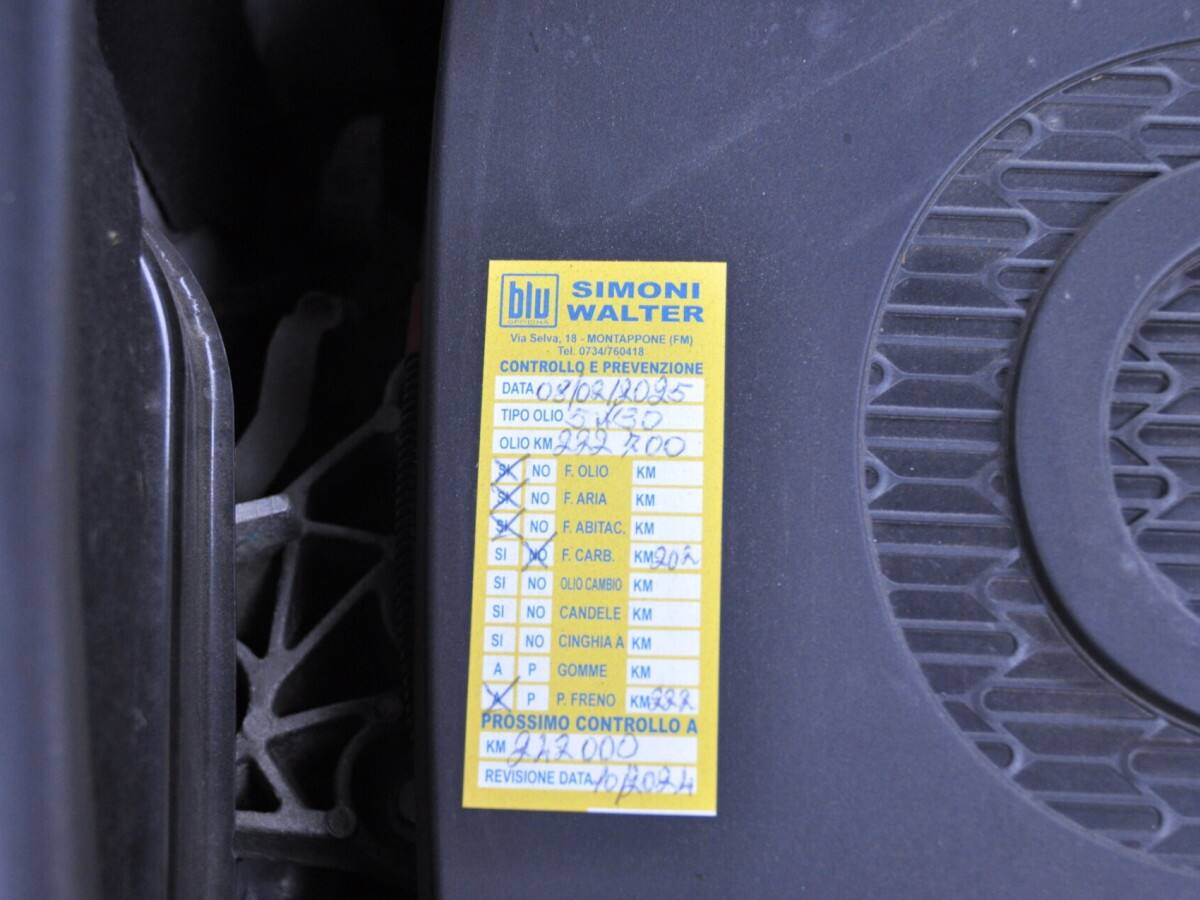 blu
OFFICINA
SIMONI
WALTER
Via Selva, 18 - MONTAPPONE (FM)
Tel. 0734/760418
CONTROLLO E PREVENZIONE
DATA 03/02/2025
TIPO OLIO 5W30
OLIO KM 222 700
SI NO F. OLIO KM
SI NO F. ARIA KM
SI NO F. ABITAC. KM
SI NO F. CARB. KM 202
SI NO OLIO CAMBIO KM
SI NO CANDELE KM
SI NO CINGHIA A KM
A P GOMME KM
A P P. FRENO KM 222
PROSSIMO CONTROLLO A
KM 242000
REVISIONE DATA 10/2024